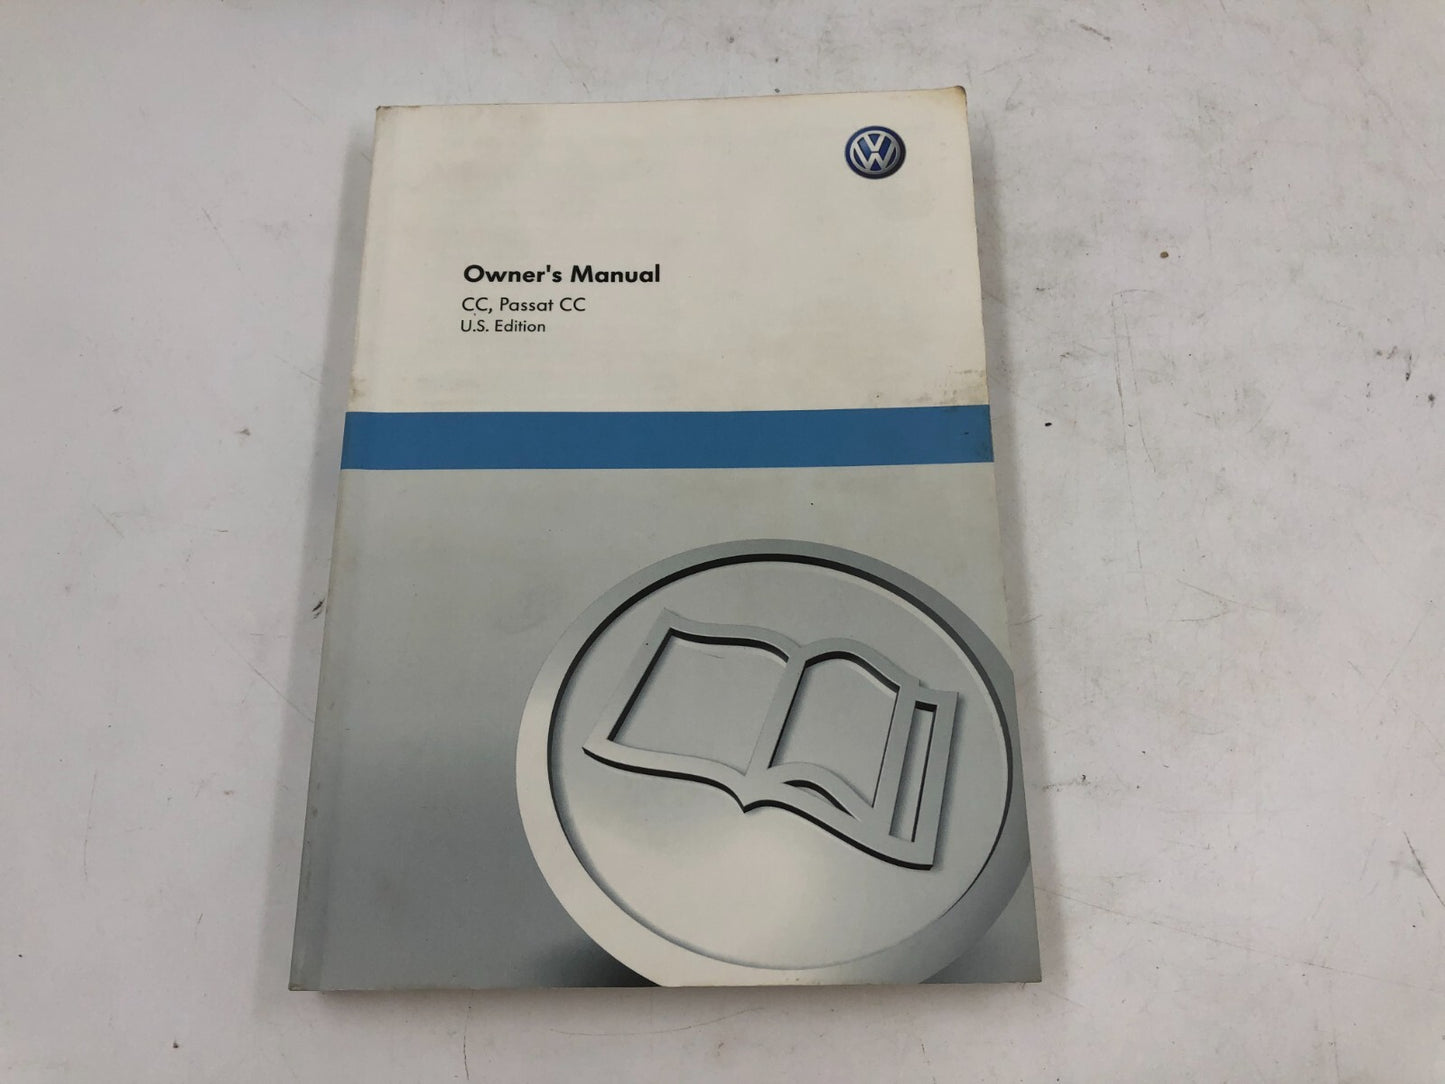 Owner's Manual
CC, Passat CC
U.S. Edition